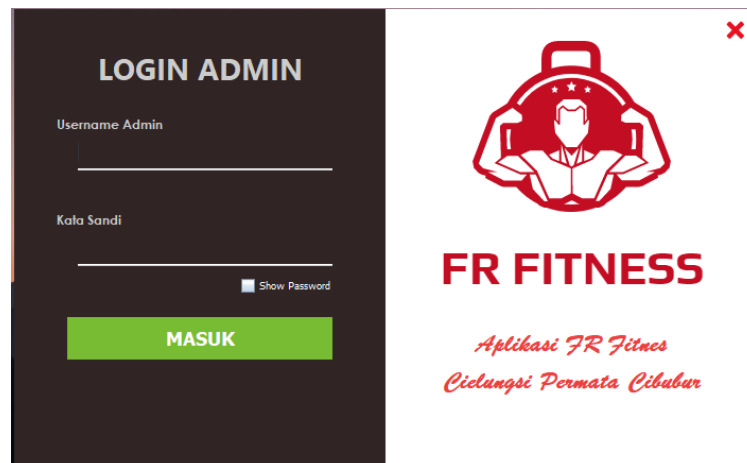 LOGIN ADMIN
Username Admin
Kata Sandi
Show Password
MASUK
FR FITNESS
Aplikasi FR Fitnes
Cielungsi Permata Cibubur